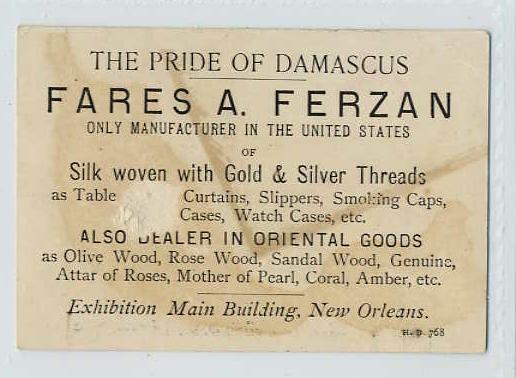 THE PRIDE OF DAMASCUS
FARES A. FERZAN
ONLY MANUFACTURER IN THE UNITED STATES
OF
Silk woven with Gold & Silver Threads
as Table Curtains, Slippers, Smoking Caps,
Cases, Watch Cases, etc.
ALSO DEALER IN ORIENTAL GOODS
as Olive Wood, Rose Wood, Sandal Wood, Genuine,
Attar of Roses, Mother of Pearl, Coral, Amber, etc.
Exhibition Main Building, New Orleans.
768